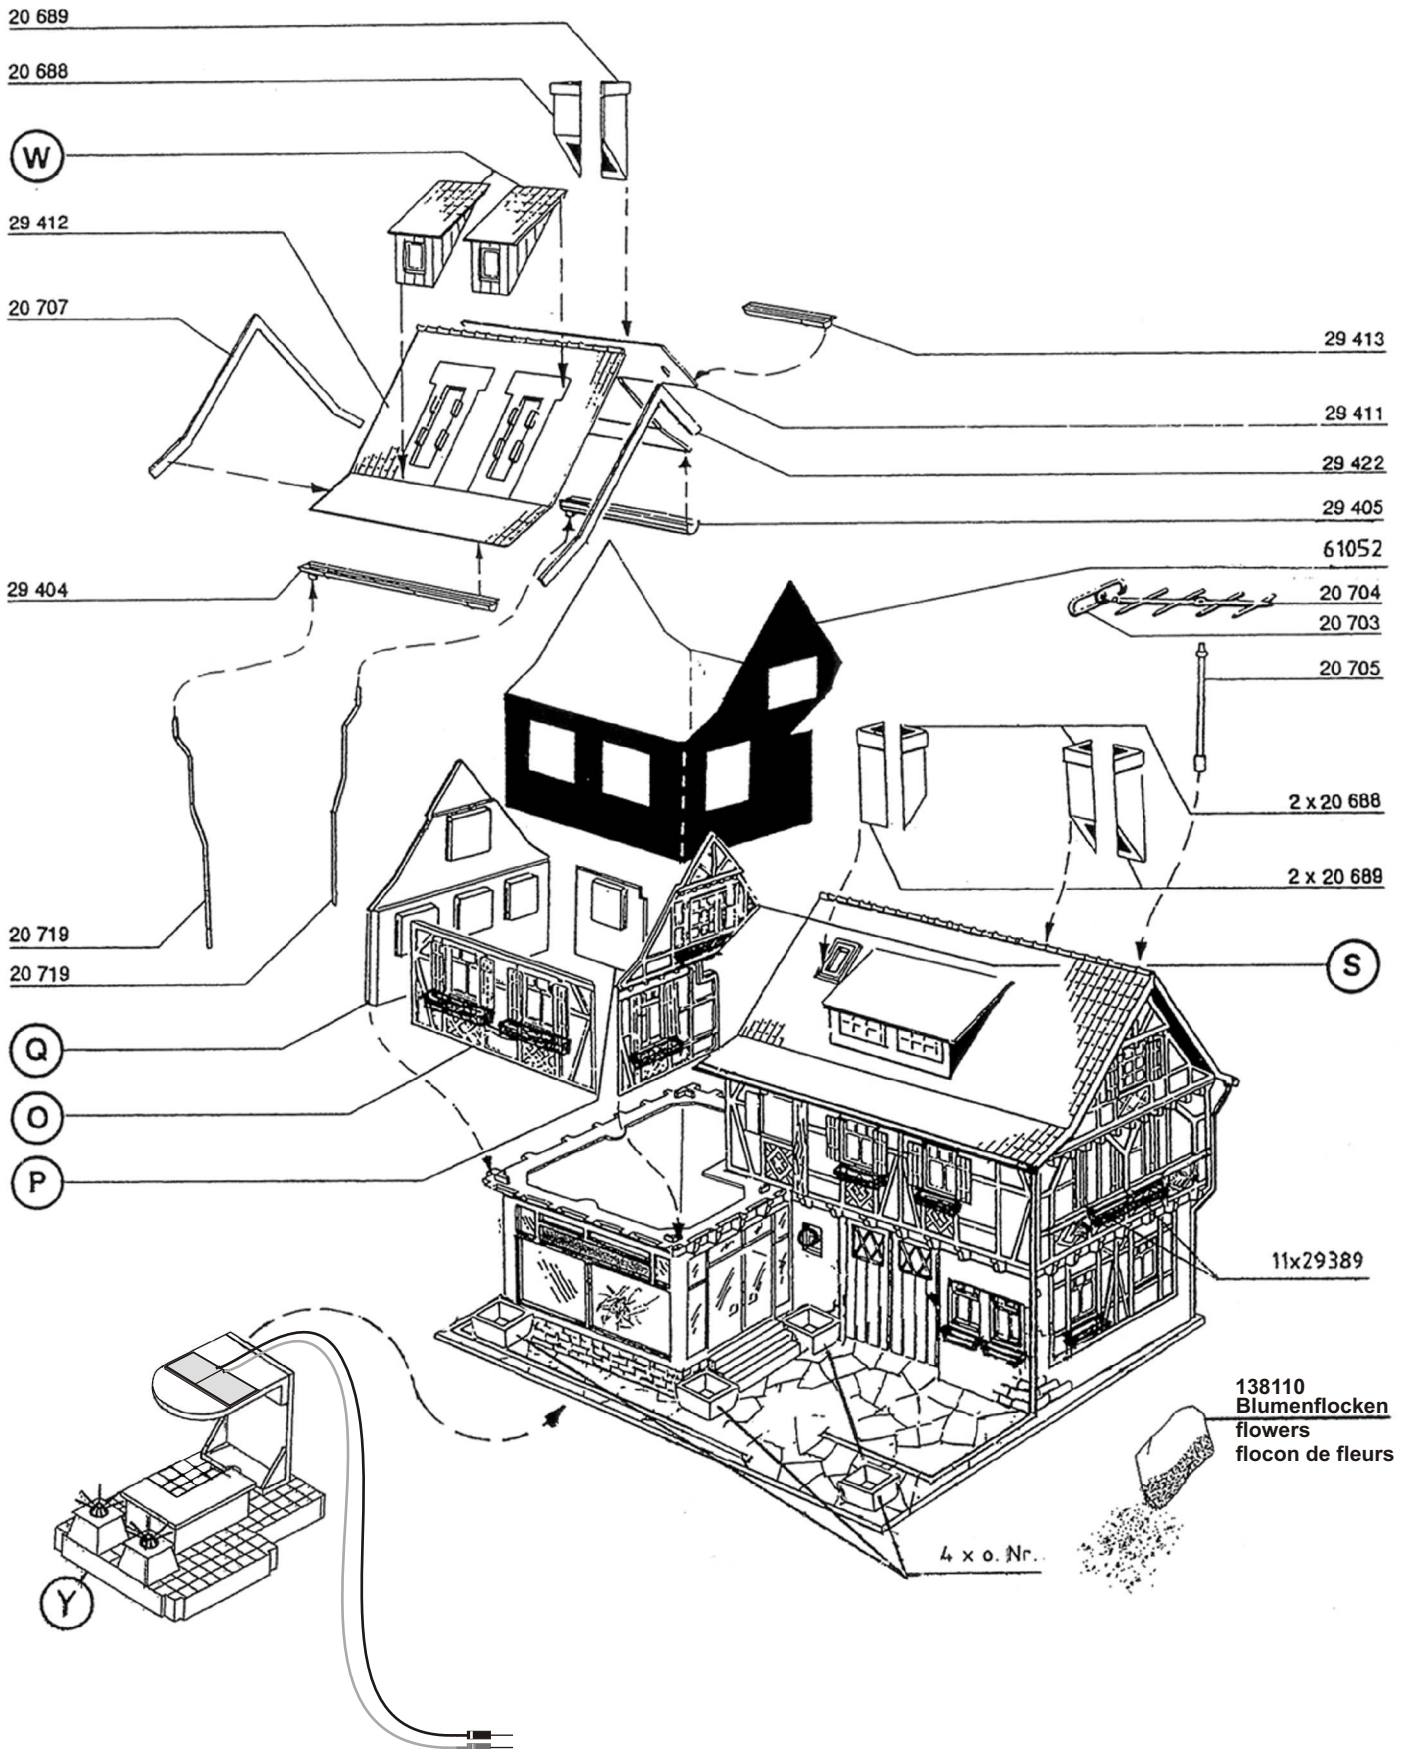 20 689
20 688
W
29 412
20 707
29 413
29 411
29 422
29 405
61052
29 404
20 704
20 703
20 705
2 x 20 688
2 x 20 689
20 719
20 719
S
Q
O
P
11x29389
138110
Blumenflocken
flowers
flocon de fleurs
4 x o. Nr.
Y